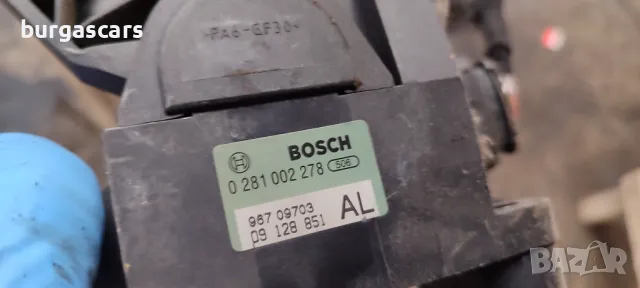 burgascars
>PA6-GF30<
BOSCH
0 281 002 278 506
967 09703
09 128 851 AL
BAZAR